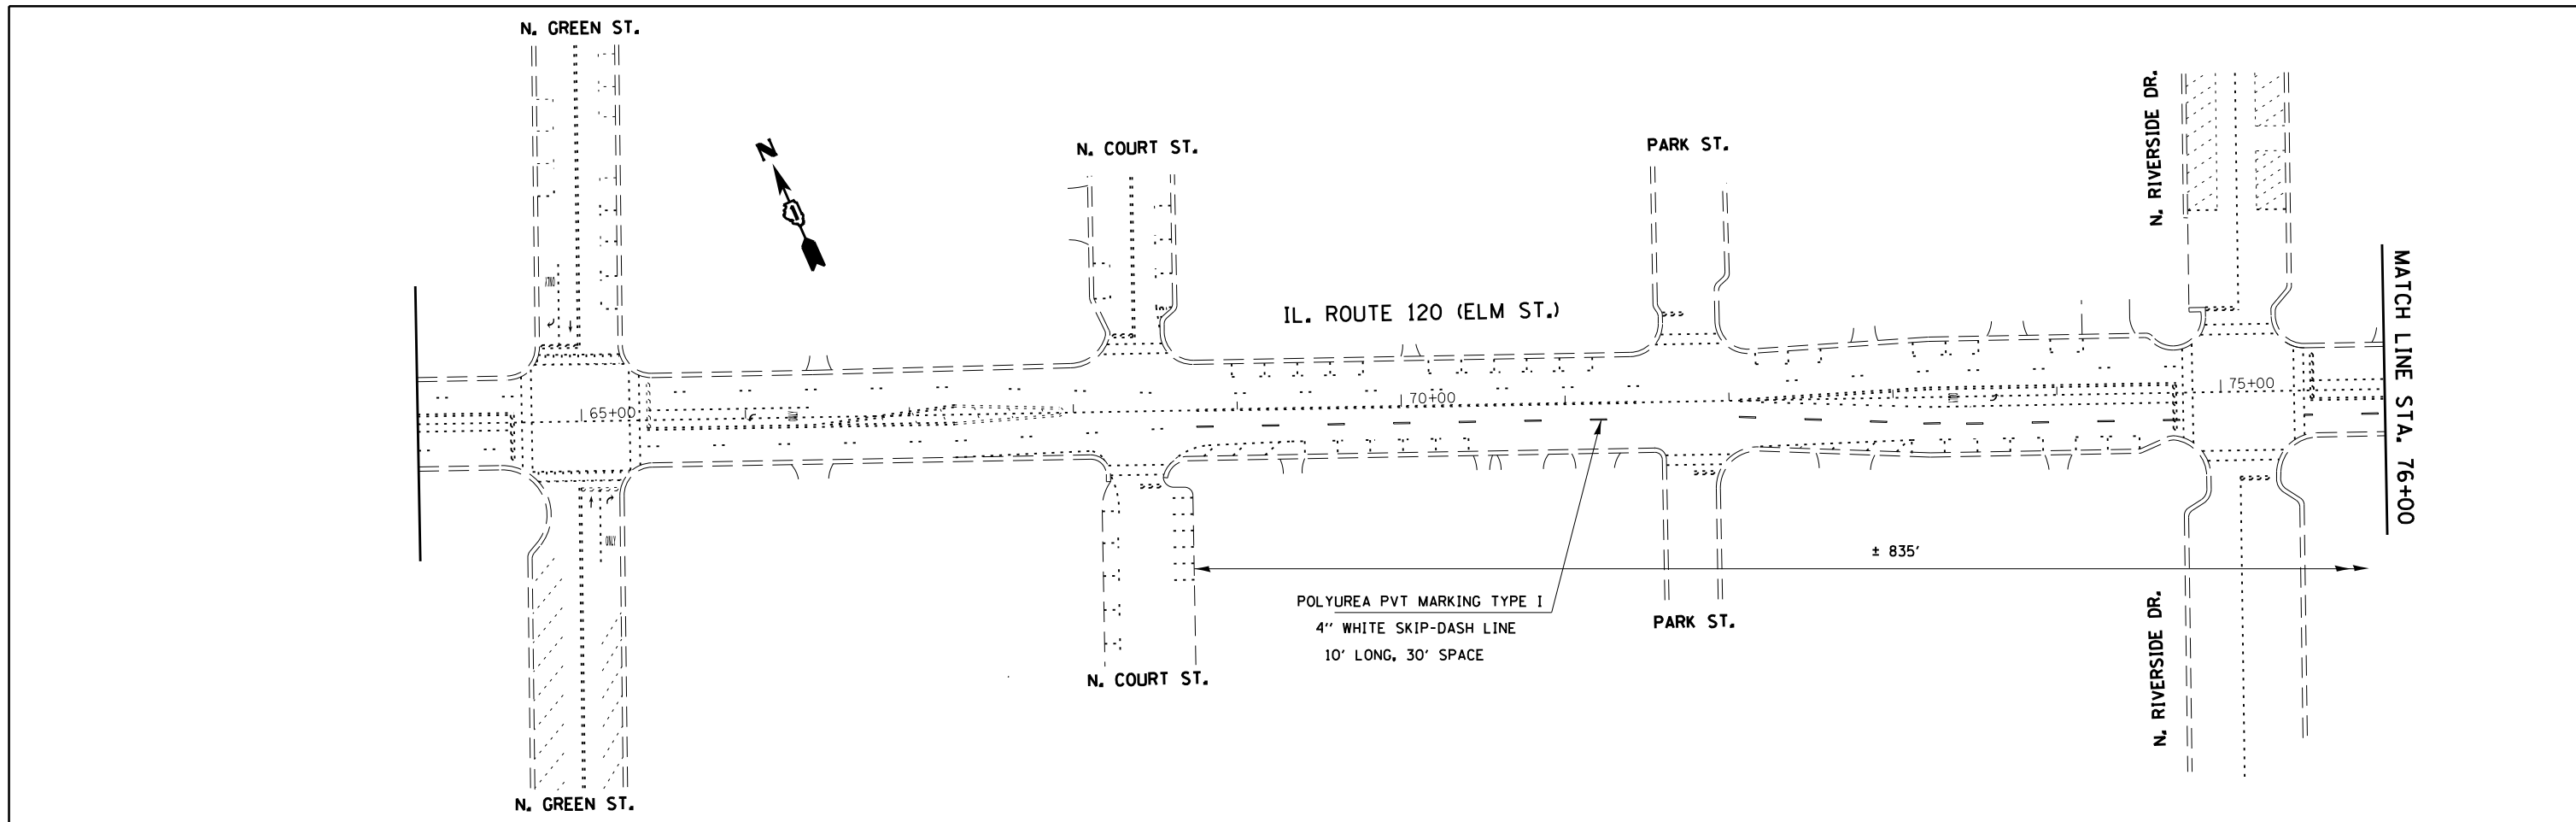 N. GREEN ST.
N
N. COURT ST.
PARK ST.
N. RIVERSIDE DR.
IL. ROUTE 120 (ELM ST.)
MATCH LINE STA. 76+00
ONLY
65+00
70+00
75+00
ONLY
± 835'
POLYUREA PVT MARKING TYPE I
4" WHITE SKIP-DASH LINE
10' LONG, 30' SPACE
PARK ST.
N. COURT ST.
N. RIVERSIDE DR.
N. GREEN ST.